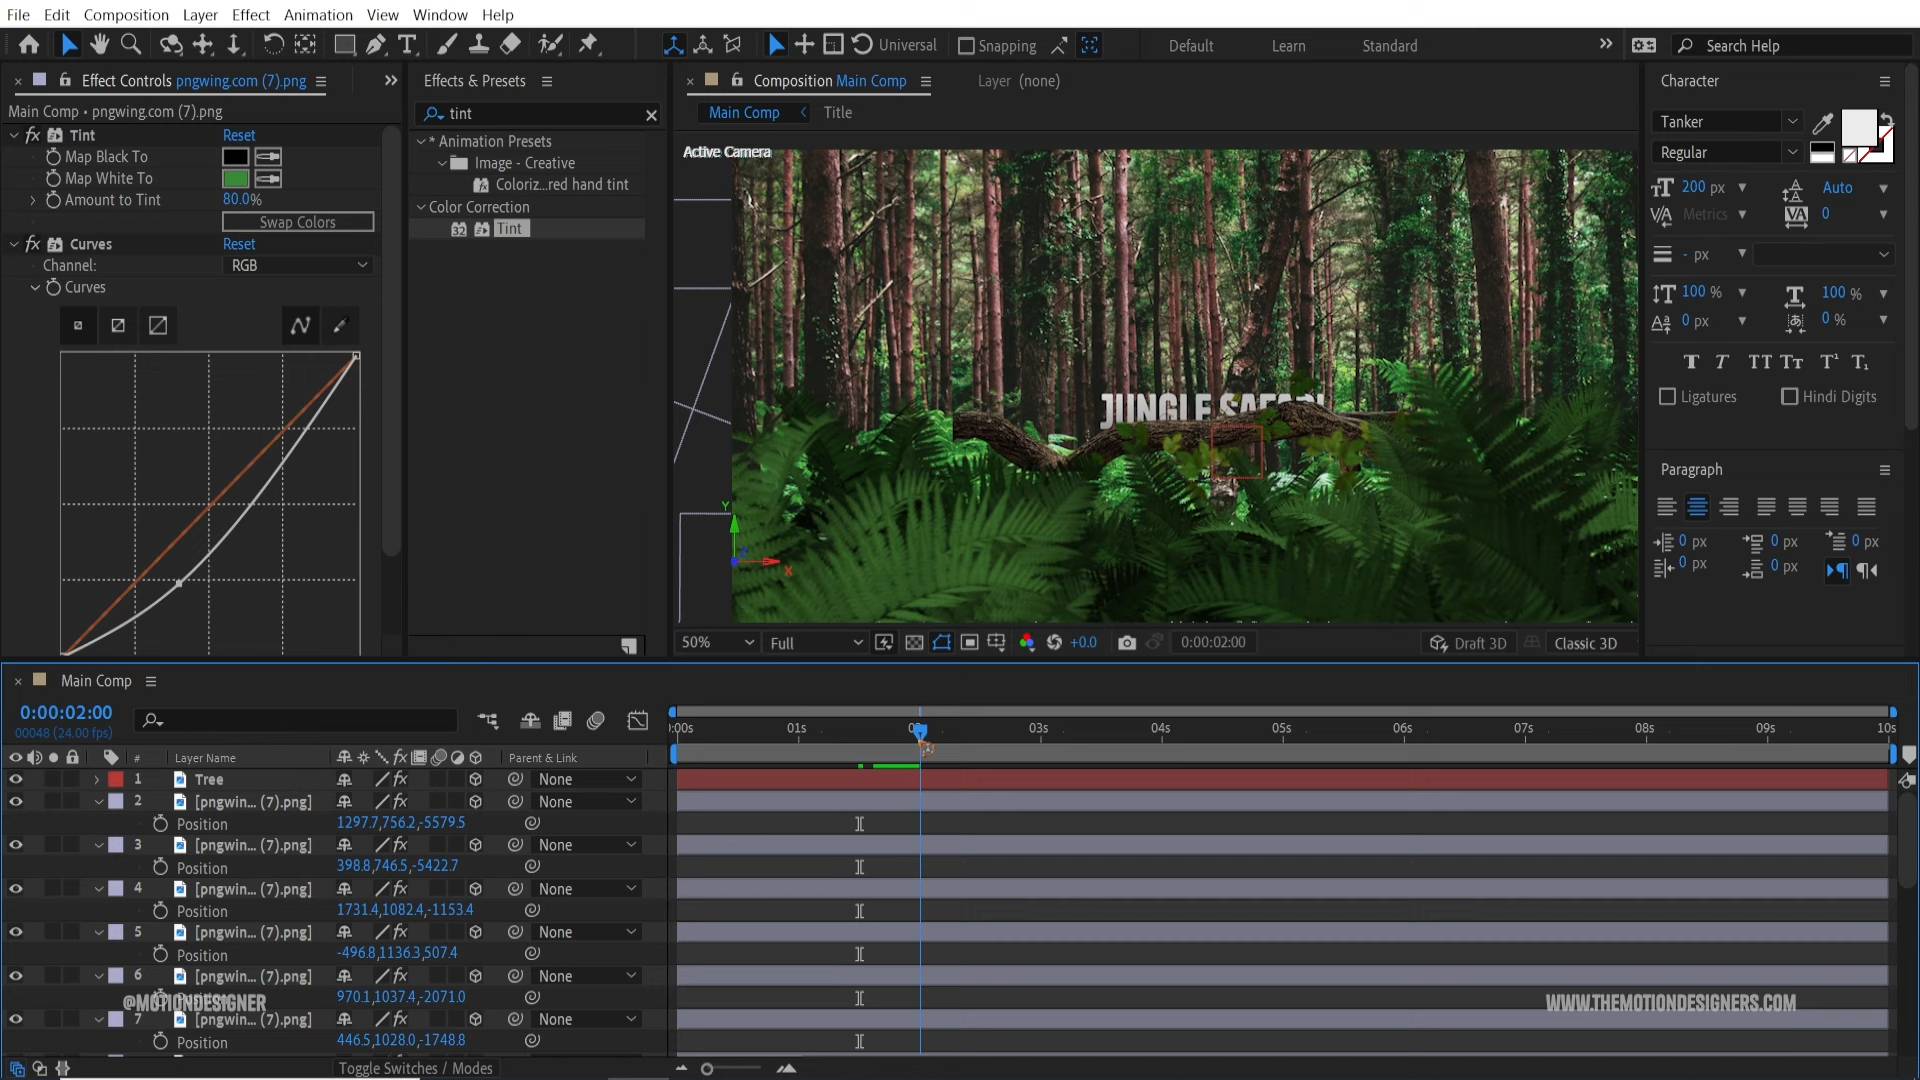 File Edit Composition Layer Effect Animation View Window Help
Universal Snapping Default Learn Standard Search Help
Effect Controls pngwing.com (7).png
Main Comp • pngwing.com (7).png
Tint Reset
Map Black To
Map White To
Amount to Tint 80.0%
Swap Colors
Curves Reset
Channel: RGB
Curves
Effects & Presets
tint
* Animation Presets
Image - Creative
Coloriz...red hand tint
Color Correction
32 Tint
Composition Main Comp Layer (none)
Main Comp Title
Active Camera
JUNGLE SAFARI
Y
Z
X
50% Full +0.0 0:00:02:00 Draft 3D Classic 3D
Character
Tanker
Regular
200 px Auto
Metrics 0
- px
100 % 100 %
0 px 0 %
T T TT Tt T¹ T₁
Ligatures Hindi Digits
Paragraph
0 px 0 px 0 px
0 px 0 px
Main Comp
0:00:02:00
00048 (24.00 fps)
# Layer Name Parent & Link
):00s 01s 03s 04s 05s 06s 07s 08s 09s 10s
1 Tree None
2 [pngwin... (7).png] None
Position 1297.7,756.2,-5579.5
3 [pngwin... (7).png] None
Position 398.8,746.5,-5422.7
4 [pngwin... (7).png] None
Position 1731.4,1082.4,-1153.4
5 [pngwin... (7).png] None
Position -496.8,1136.3,507.4
6 [pngwin... (7).png] None
Position 970.1,1037.4,-2071.0
@MOTIONDESIGNER
WWW.THEMOTIONDESIGNERS.COM
7 [pngwin... (7).png] None
Position 446.5,1028.0,-1748.8
Toggle Switches / Modes